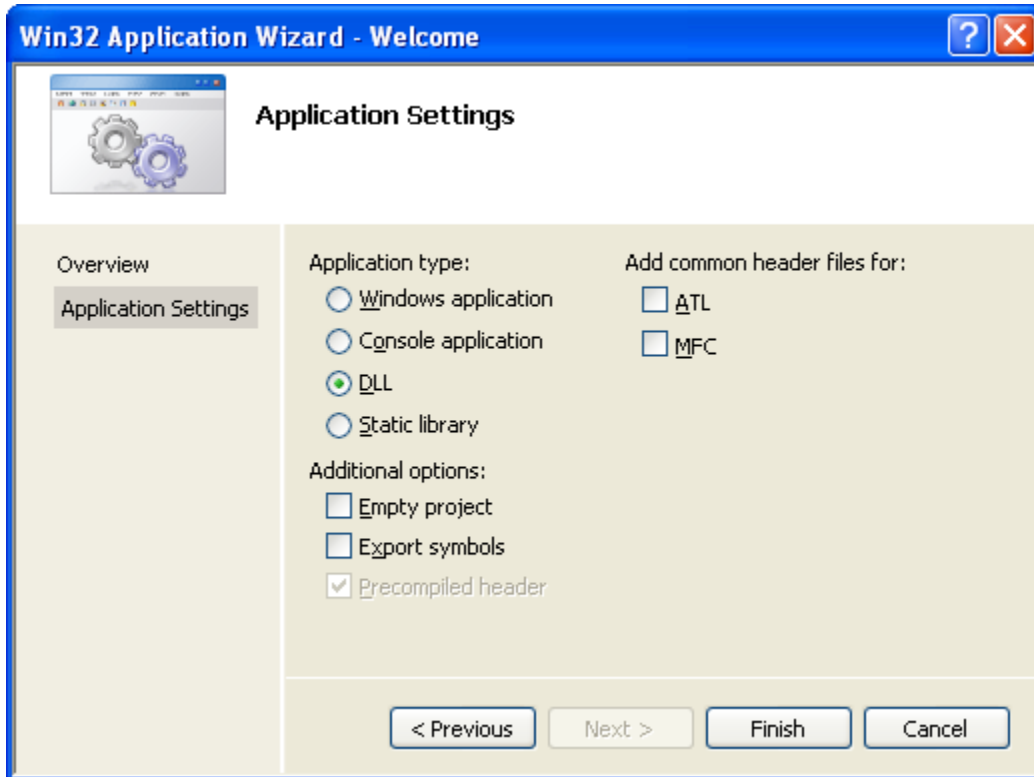 Win32 Application Wizard - Welcome
Application Settings
Overview
Application Settings
Application type:
Windows application
Console application
DLL
Static library
Additional options:
Empty project
Export symbols
Precompiled header
Add common header files for:
ATL
MFC
< Previous
Next >
Finish
Cancel